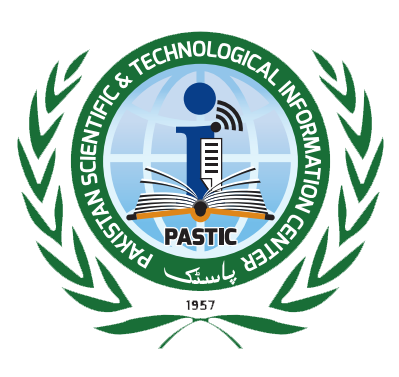 PAKISTAN SCIENTIFIC & TECHNOLOGICAL INFORMATION CENTER
PASTIC
پاسٹک
1957